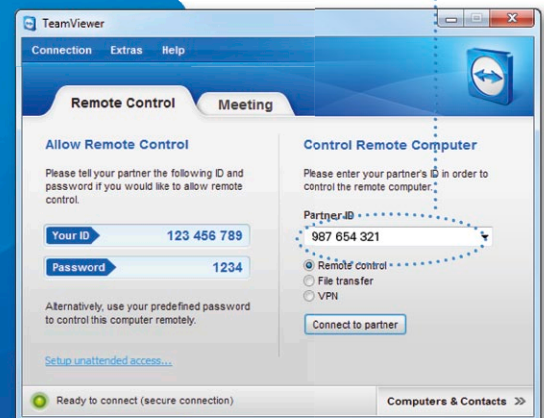 TeamViewer
Connection Extras Help
Remote Control Meeting
Allow Remote Control
Please tell your partner the following ID and
password if you would like to allow remote
control.
Your ID 123 456 789
Password 1234
Alternatively, use your predefined password
to control this computer remotely.
Setup unattended access...
Control Remote Computer
Please enter your partner's ID in order to
control the remote computer.
Partner ID
987 654 321
Remote control
File transfer
VPN
Connect to partner
Ready to connect (secure connection)
Computers & Contacts